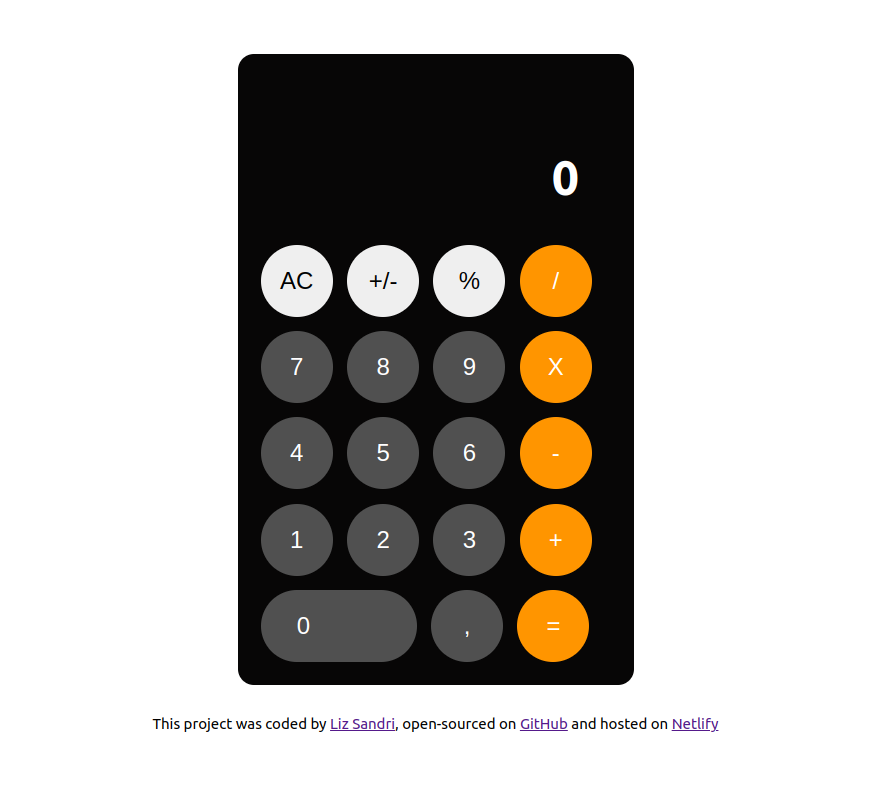 0
AC +/- % /
7 8 9 X
4 5 6 -
1 2 3 +
0 , =
This project was coded by Liz Sandri, open-sourced on GitHub and hosted on Netlify